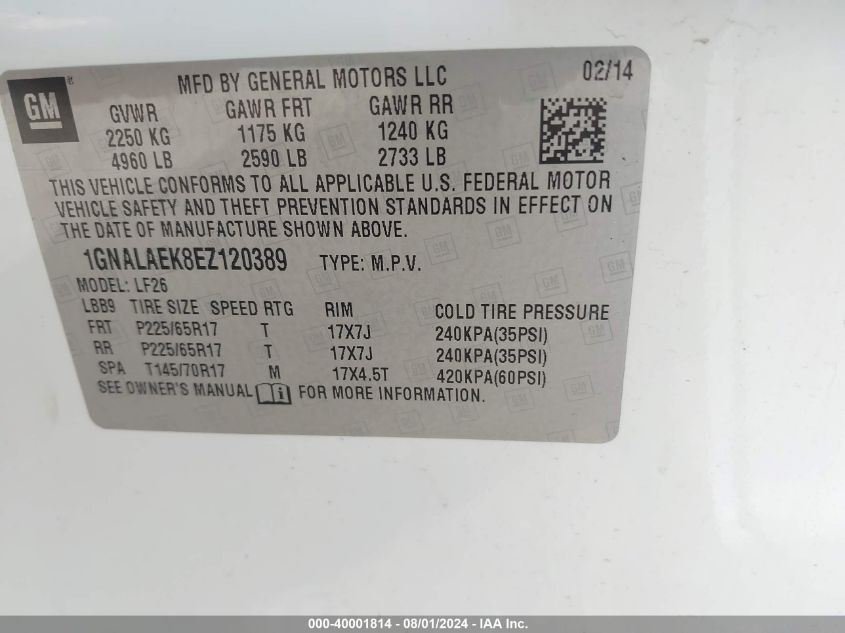 GM
MFD BY GENERAL MOTORS LLC 02/14
GVWR GAWR FRT GAWR RR
2250 KG 1175 KG 1240 KG
4960 LB 2590 LB 2733 LB
THIS VEHICLE CONFORMS TO ALL APPLICABLE U.S. FEDERAL MOTOR
VEHICLE SAFETY AND THEFT PREVENTION STANDARDS IN EFFECT ON
THE DATE OF MANUFACTURE SHOWN ABOVE.
1GNALAEK8EZ120389 TYPE: M.P.V.
MODEL: LF26
LBB9 TIRE SIZE SPEED RTG RIM COLD TIRE PRESSURE
FRT P225/65R17 T 17X7J 240KPA(35PSI)
RR P225/65R17 T 17X7J 240KPA(35PSI)
SPA T145/70R17 M 17X4.5T 420KPA(60PSI)
SEE OWNER'S MANUAL FOR MORE INFORMATION.
000-40001814 - 08/01/2024 - IAA Inc.